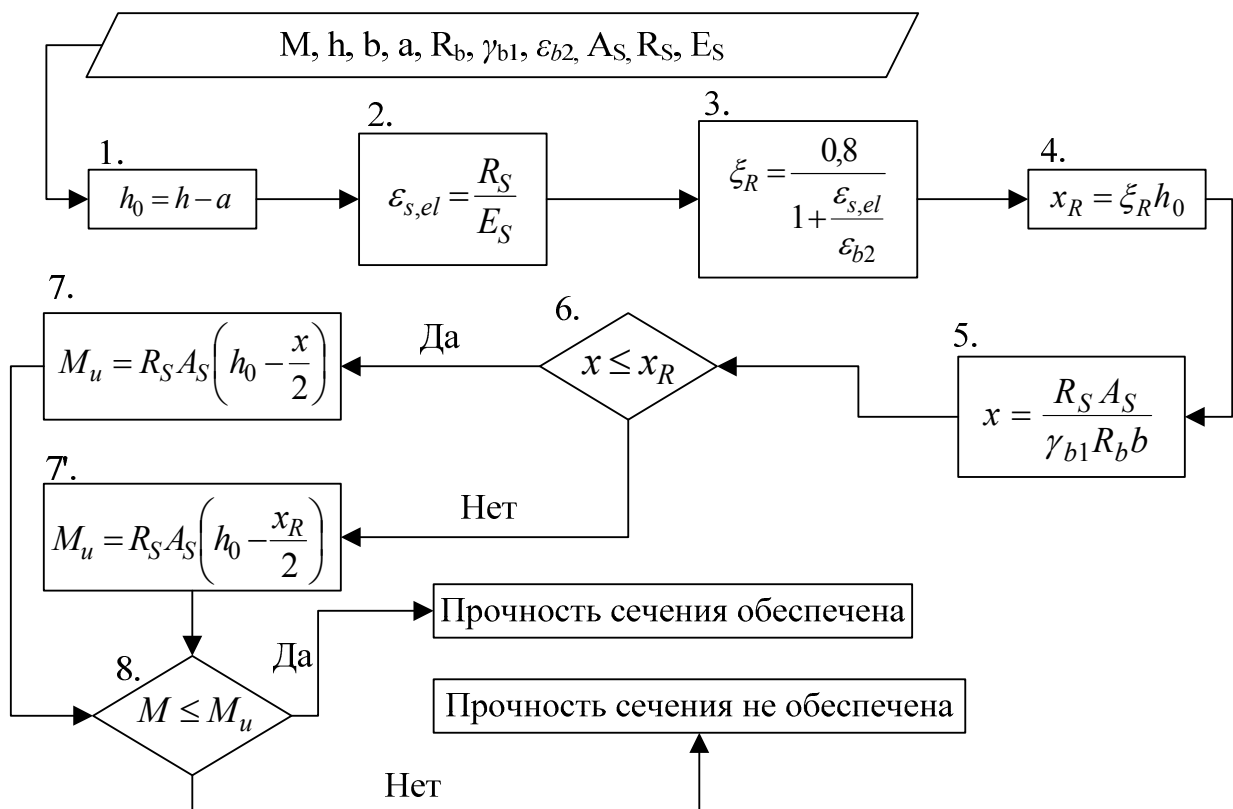 M, h, b, a, R_b, γ_b1, ε_b2, A_S, R_S, E_S
1.
h_0 = h − a
2.
ε_s,el = R_S / E_S
3.
ξ_R = 0,8 / (1 + ε_s,el / ε_b2)
4.
x_R = ξ_R h_0
5.
x = R_S A_S / γ_b1 R_b b
6.
x ≤ x_R
Да
Нет
7.
M_u = R_S A_S (h_0 − x / 2)
7'.
M_u = R_S A_S (h_0 − x_R / 2)
8.
M ≤ M_u
Да
Прочность сечения обеспечена
Нет
Прочность сечения не обеспечена